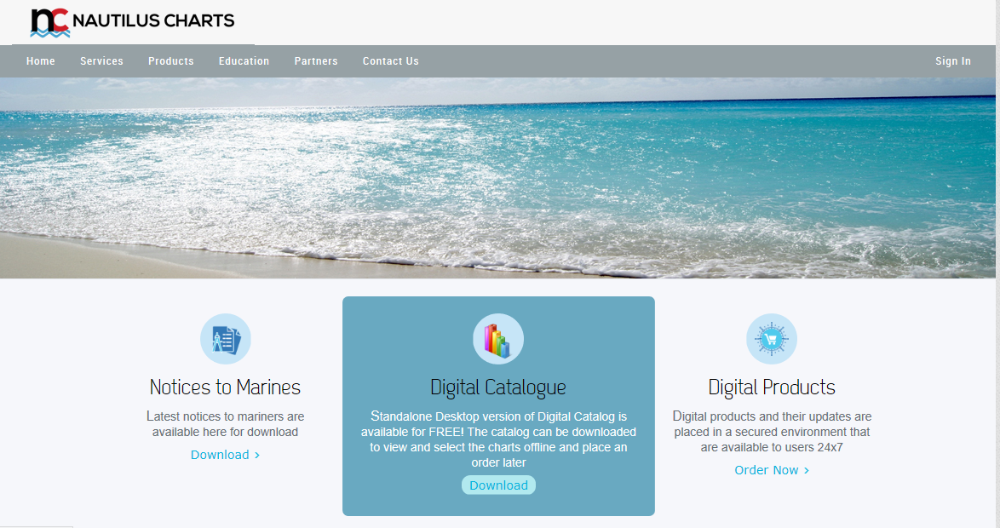 nc NAUTILUS CHARTS
Home Services Products Education Partners Contact Us Sign In
Notices to Marines
Latest notices to mariners are
available here for download
Download ›
Digital Catalogue
Standalone Desktop version of Digital Catalog is
available for FREE! The catalog can be downloaded
to view and select the charts offline and place an
order later
Download
Digital Products
Digital products and their updates are
placed in a secured environment that
are available to users 24x7
Order Now ›